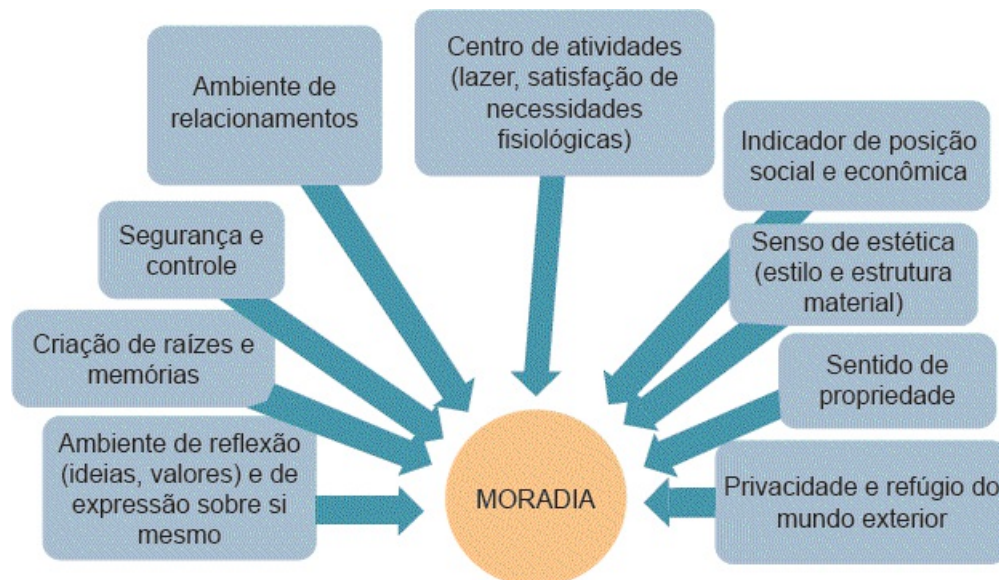 Ambiente de
relacionamentos
Centro de atividades
(lazer, satisfação de
necessidades
fisiológicas)
Indicador de posição
social e econômica
Segurança e
controle
Senso de estética
(estilo e estrutura
material)
Criação de raízes e
memórias
Sentido de
propriedade
Ambiente de reflexão
(ideias, valores) e de
expressão sobre si
mesmo
Privacidade e refúgio do
mundo exterior
MORADIA